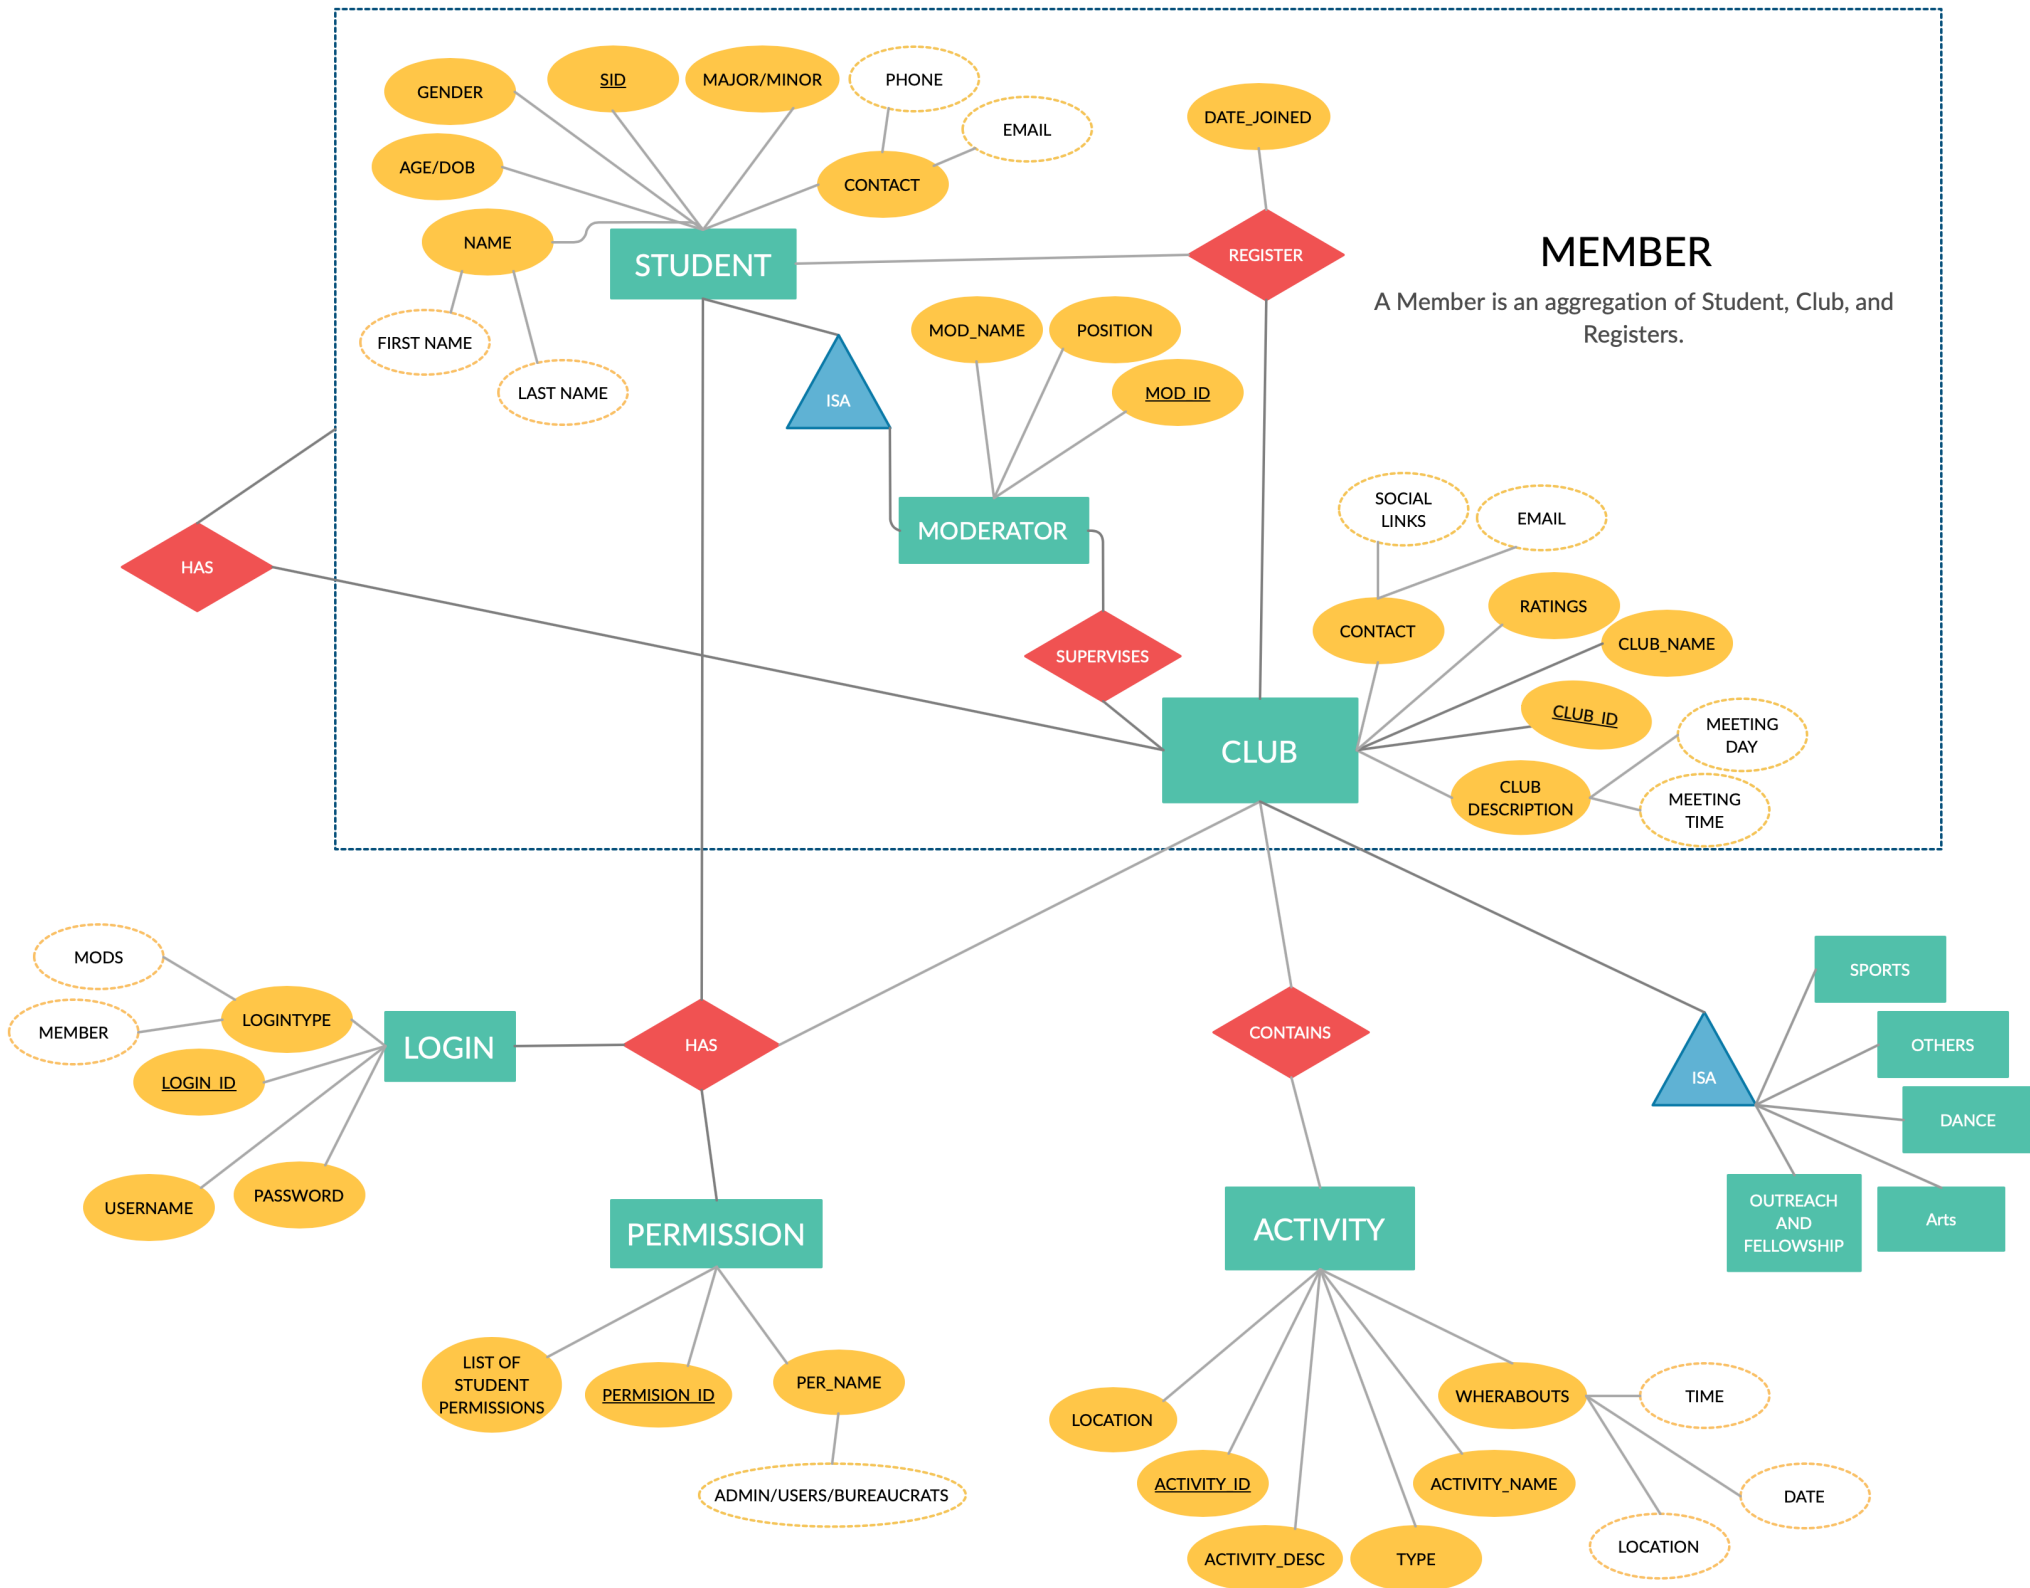 GENDER
SID
MAJOR/MINOR
PHONE
EMAIL
DATE_JOINED
AGE/DOB
CONTACT
NAME
STUDENT
REGISTER
MEMBER
A Member is an aggregation of Student, Club, and
Registers.
FIRST NAME
LAST NAME
ISA
MOD_NAME
POSITION
MOD_ID
MODERATOR
HAS
SUPERVISES
SOCIAL
LINKS
EMAIL
CONTACT
RATINGS
CLUB_NAME
CLUB_ID
CLUB
MEETING
DAY
CLUB
DESCRIPTION
MEETING
TIME
MODS
MEMBER
LOGINTYPE
LOGIN_ID
LOGIN
HAS
USERNAME
PASSWORD
CONTAINS
ISA
SPORTS
OTHERS
DANCE
OUTREACH
AND
FELLOWSHIP
Arts
PERMISSION
ACTIVITY
LIST OF
STUDENT
PERMISSIONS
PERMISION_ID
PER_NAME
ADMIN/USERS/BUREAUCRATS
LOCATION
ACTIVITY_ID
ACTIVITY_DESC
TYPE
ACTIVITY_NAME
WHERABOUTS
TIME
DATE
LOCATION